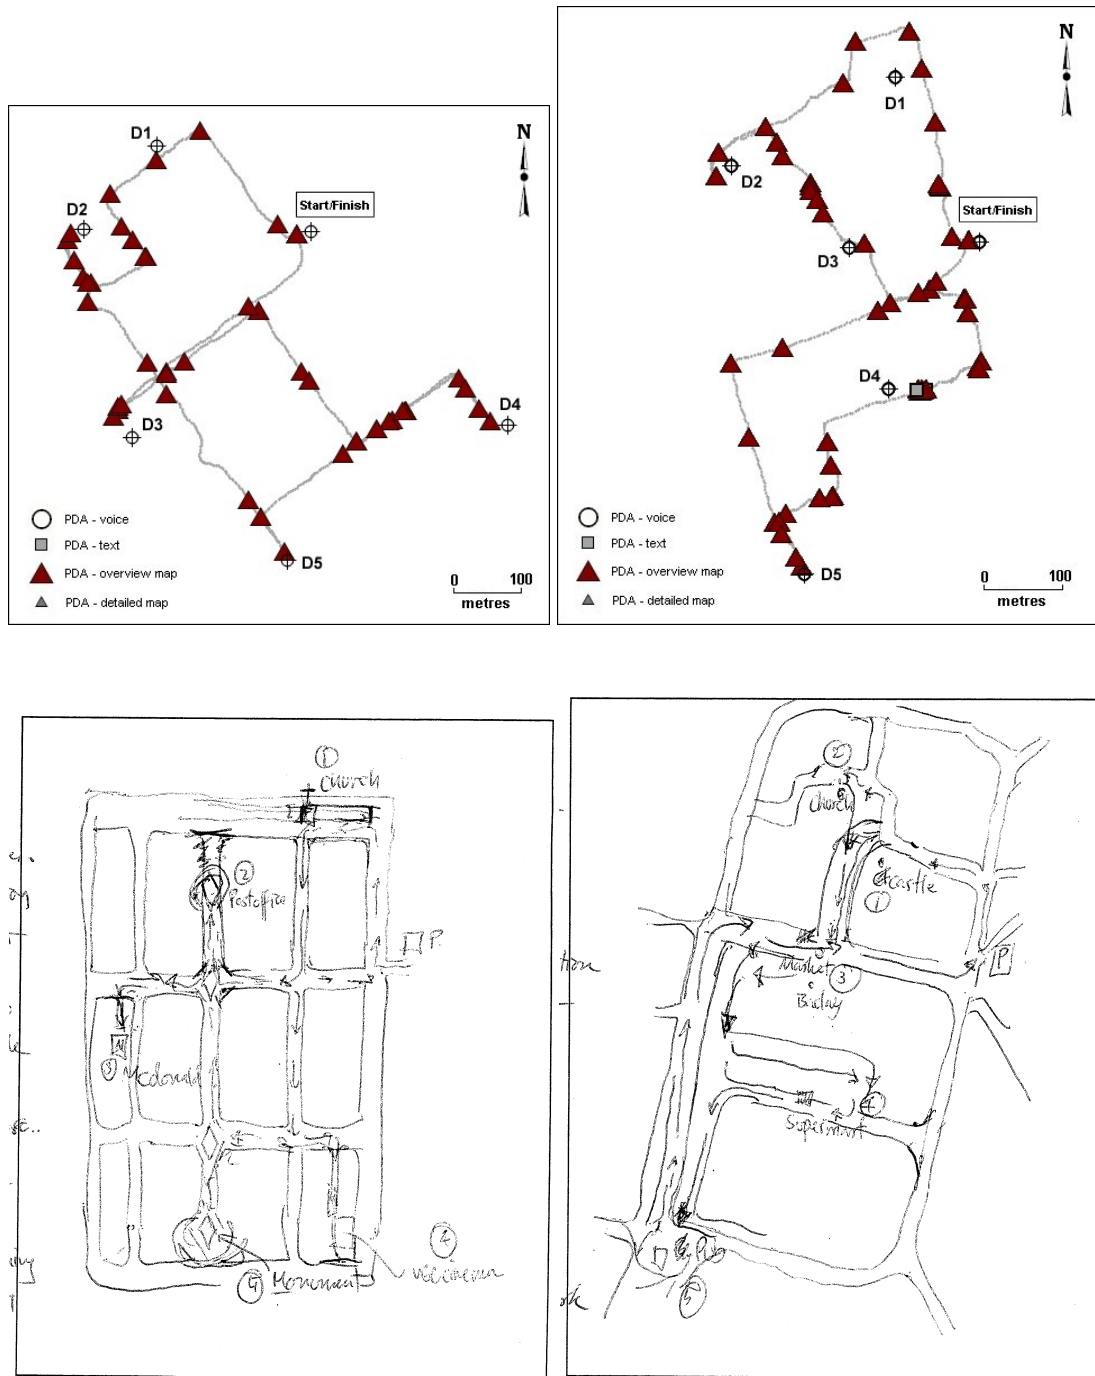 D1
N
Start/Finish
D2
D3
D4
D5
PDA - voice
PDA - text
PDA - overview map
PDA - detailed map
0 100
metres
N
D1
D2
Start/Finish
D3
D4
D5
PDA - voice
PDA - text
PDA - overview map
PDA - detailed map
0 100
metres
1
Church
2
Postoffice
P.
3 Mcdonald
4
Monument
2
Church
castle
1
P
Market 3
4
Supermart
5